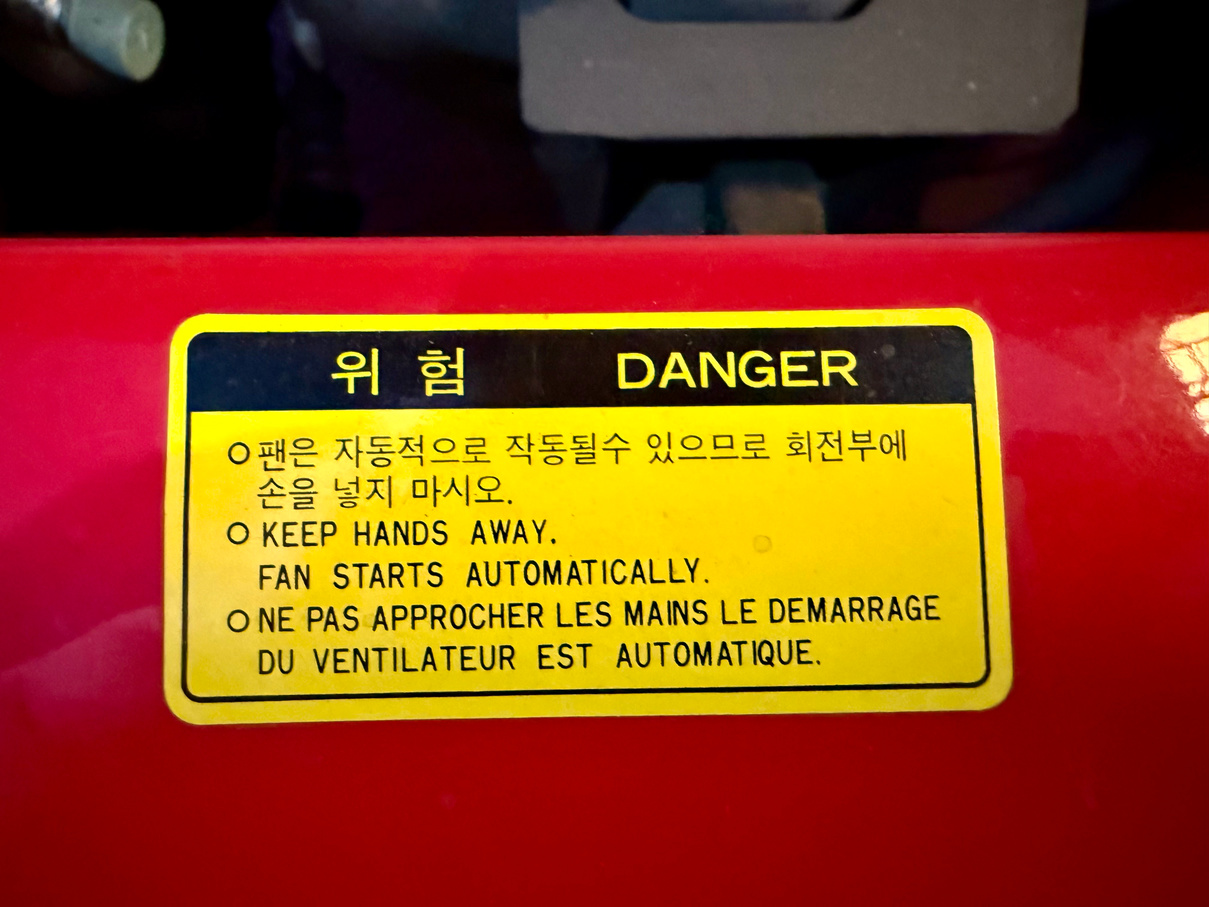 위 험 DANGER
○ 팬은 자동적으로 작동될수 있으므로 회전부에
손을 넣지 마시오.
○ KEEP HANDS AWAY.
FAN STARTS AUTOMATICALLY.
○ NE PAS APPROCHER LES MAINS LE DEMARRAGE
DU VENTILATEUR EST AUTOMATIQUE.